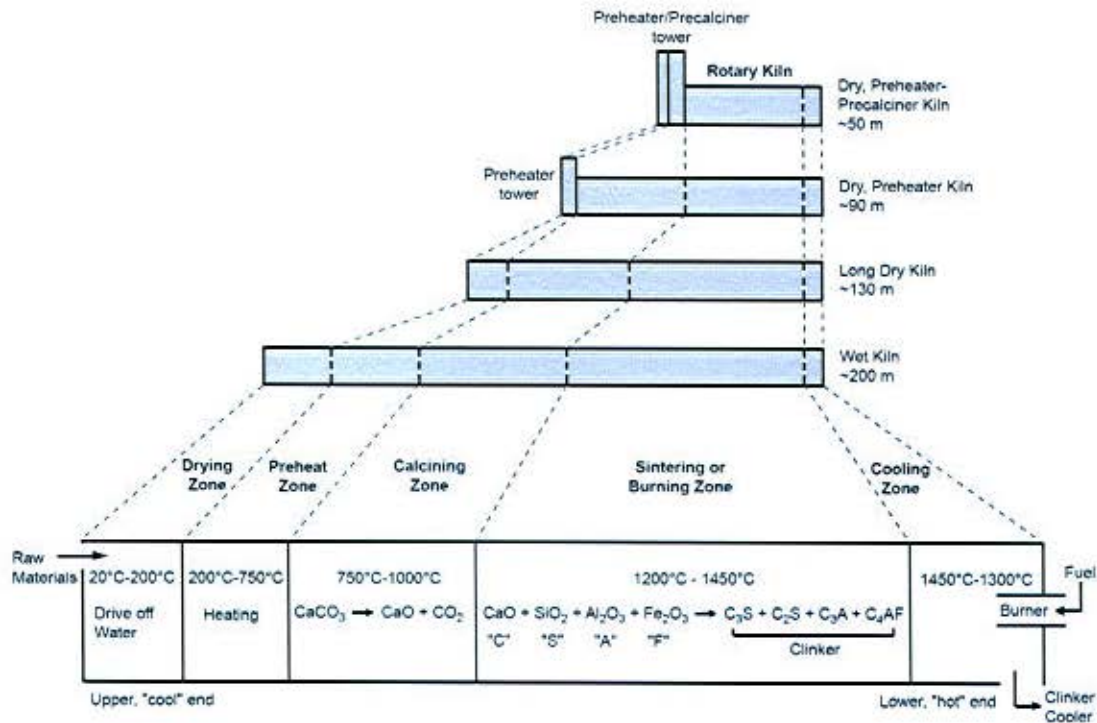 Preheater/Precalciner
tower
Rotary Kiln
Dry, Preheater-
Precalciner Kiln
~50 m
Preheater
tower
Dry, Preheater Kiln
~90 m
Long Dry Kiln
~130 m
Wet Kiln
~200 m
Drying
Zone
Preheat
Zone
Calcining
Zone
Sintering or
Burning Zone
Cooling
Zone
Raw
Materials
20°C-200°C
200°C-750°C
750°C-1000°C
1200°C - 1450°C
1450°C-1300°C
Fuel
Drive off
Water
Heating
CaCO₃ → CaO + CO₂
CaO + SiO₂ + Al₂O₃ + Fe₂O₃ → C₃S + C₂S + C₃A + C₄AF
"C" "S" "A" "F"
Clinker
Burner
Upper, "cool" end
Lower, "hot" end
Clinker
Cooler